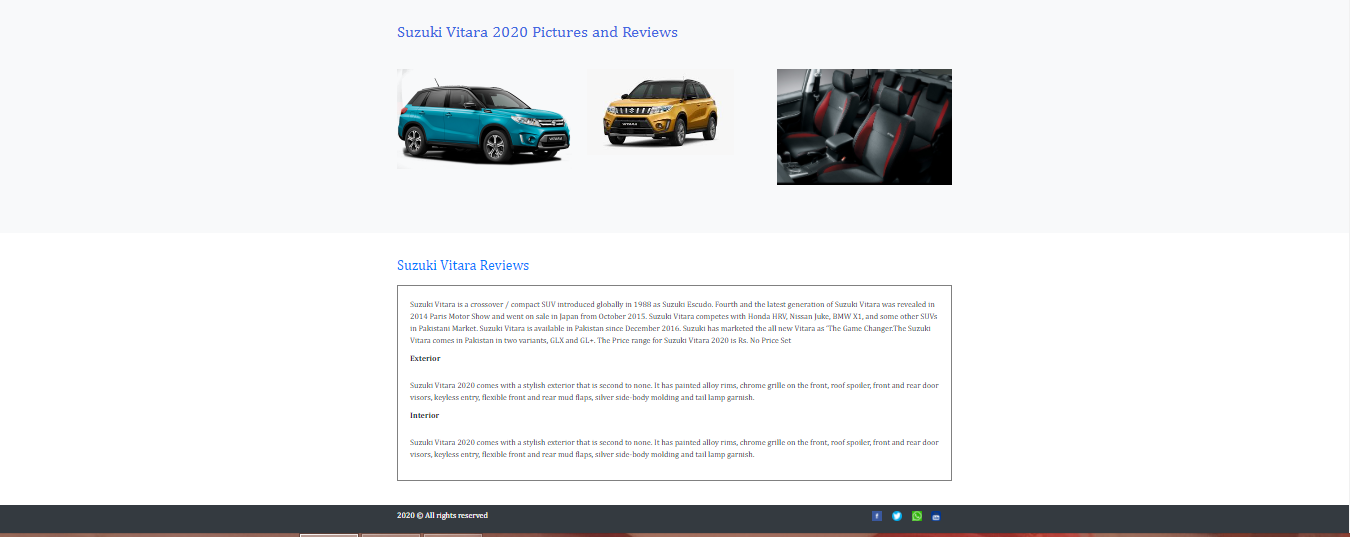 Suzuki Vitara 2020 Pictures and Reviews
Suzuki Vitara Reviews
Suzuki Vitara is a crossover / compact SUV introduced globally in 1988 as Suzuki Escudo. Fourth and the latest generation of Suzuki Vitara was revealed in
2014 Paris Motor Show and went on sale in Japan from October 2015. Suzuki Vitara competes with Honda HRV, Nissan Juke, BMW X1, and some other SUVs
in Pakistani Market. Suzuki Vitara is available in Pakistan since December 2016. Suzuki has marketed the all new Vitara as 'The Game Changer.The Suzuki
Vitara comes in Pakistan in two variants, GLX and GL+. The Price range for Suzuki Vitara 2020 is Rs. No Price Set
Exterior
Suzuki Vitara 2020 comes with a stylish exterior that is second to none. It has painted alloy rims, chrome grille on the front, roof spoiler, front and rear door
visors, keyless entry, flexible front and rear mud flaps, silver side-body molding and tail lamp garnish.
Interior
Suzuki Vitara 2020 comes with a stylish exterior that is second to none. It has painted alloy rims, chrome grille on the front, roof spoiler, front and rear door
visors, keyless entry, flexible front and rear mud flaps, silver side-body molding and tail lamp garnish.
2020 © All rights reserved